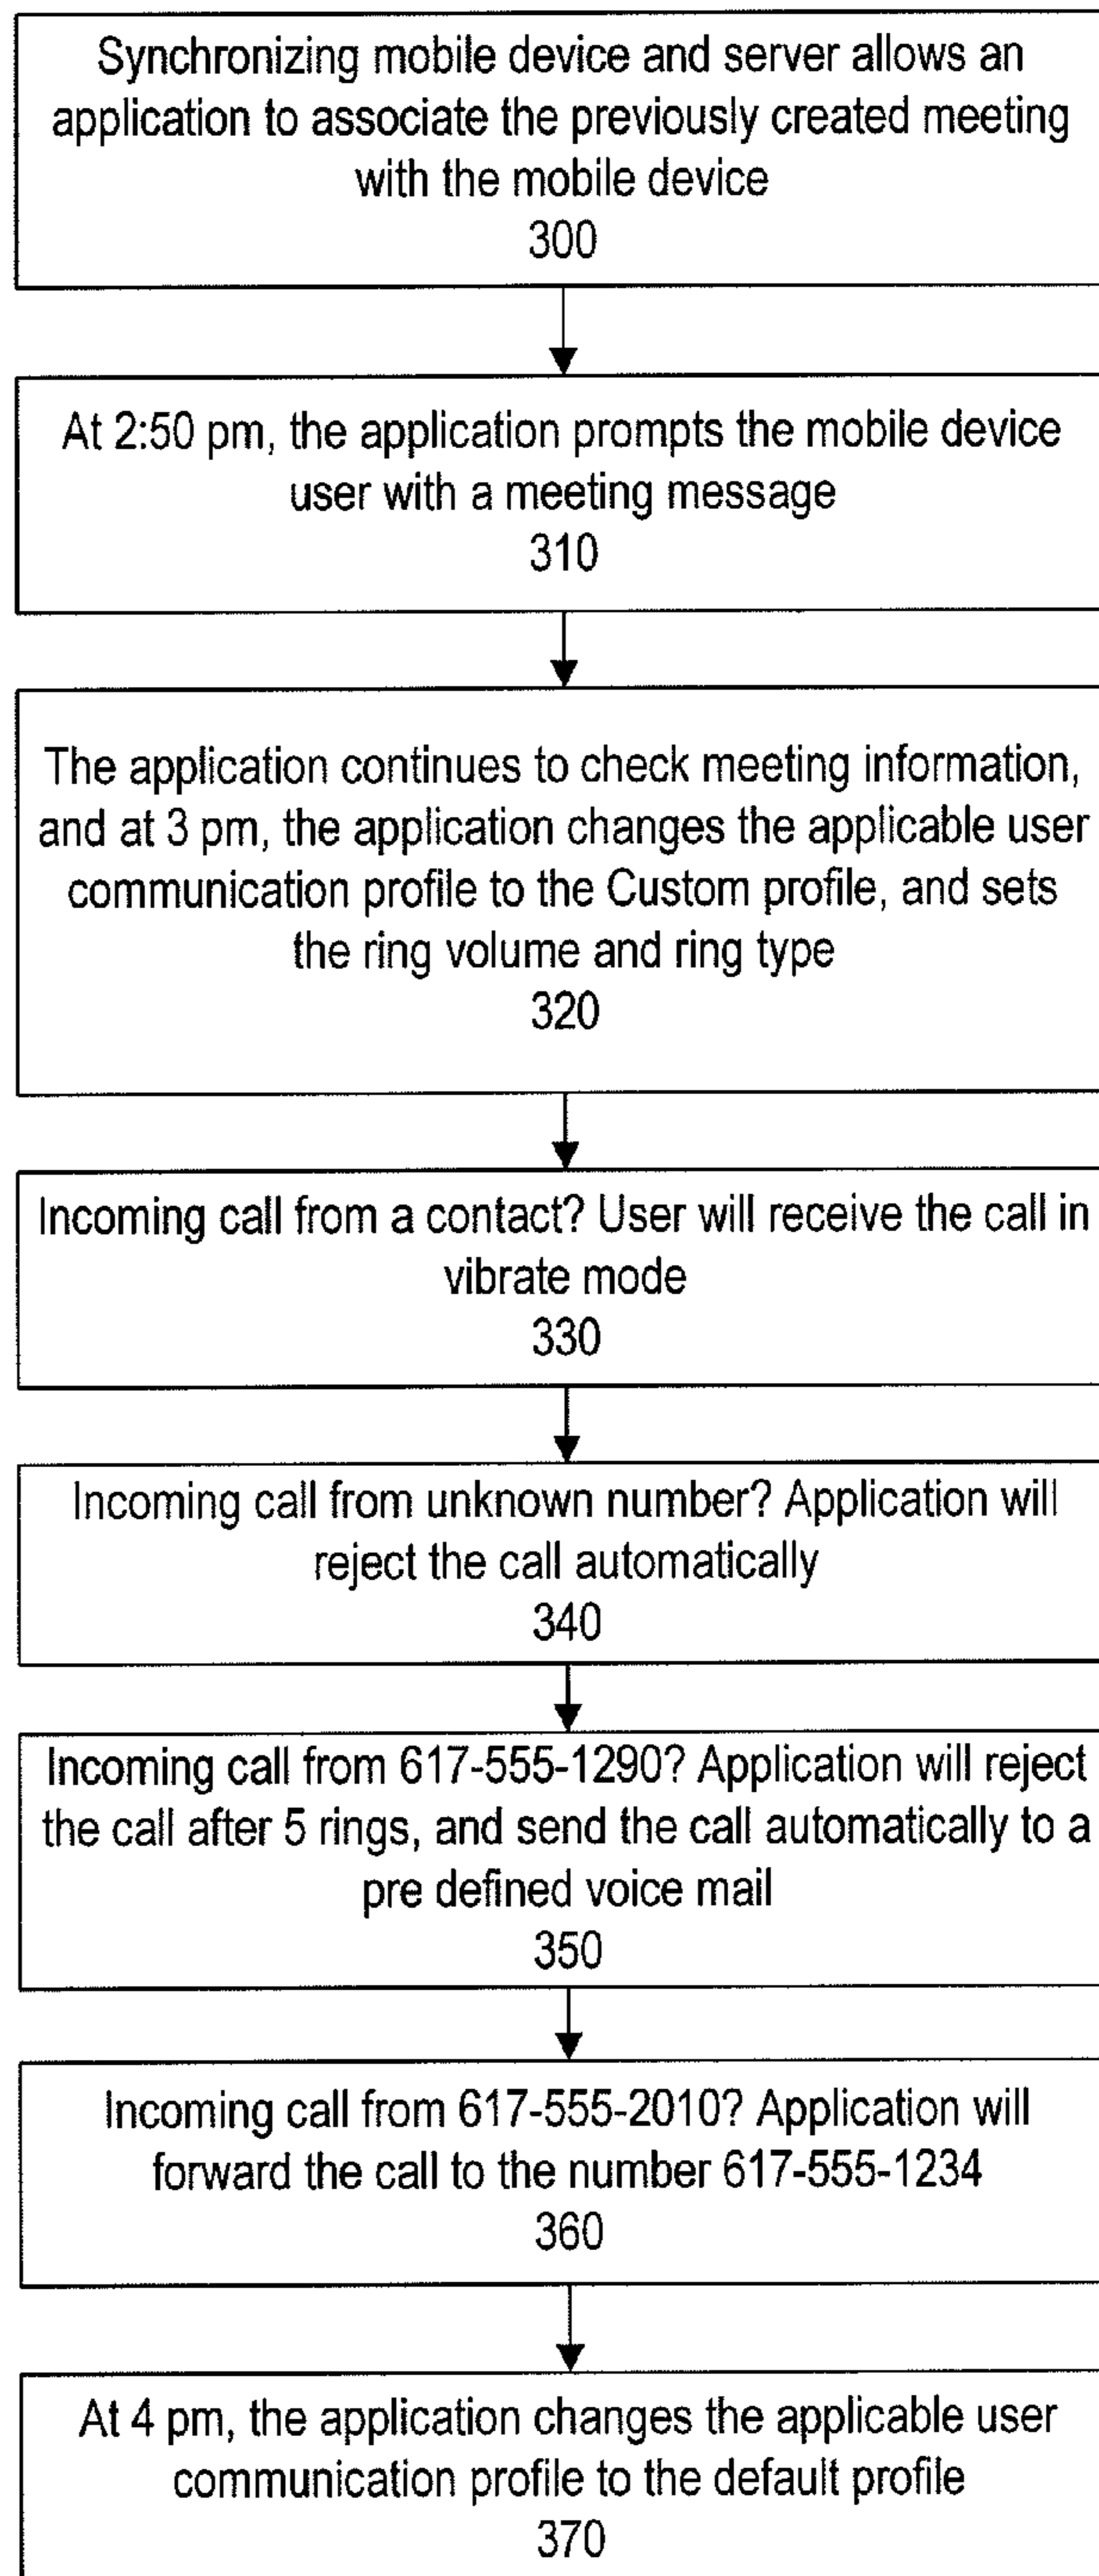 Synchronizing mobile device and server allows an
application to associate the previously created meeting
with the mobile device
300
At 2:50 pm, the application prompts the mobile device
user with a meeting message
310
The application continues to check meeting information,
and at 3 pm, the application changes the applicable user
communication profile to the Custom profile, and sets
the ring volume and ring type
320
Incoming call from a contact? User will receive the call in
vibrate mode
330
Incoming call from unknown number? Application will
reject the call automatically
340
Incoming call from 617-555-1290? Application will reject
the call after 5 rings, and send the call automatically to a
pre defined voice mail
350
Incoming call from 617-555-2010? Application will
forward the call to the number 617-555-1234
360
At 4 pm, the application changes the applicable user
communication profile to the default profile
370